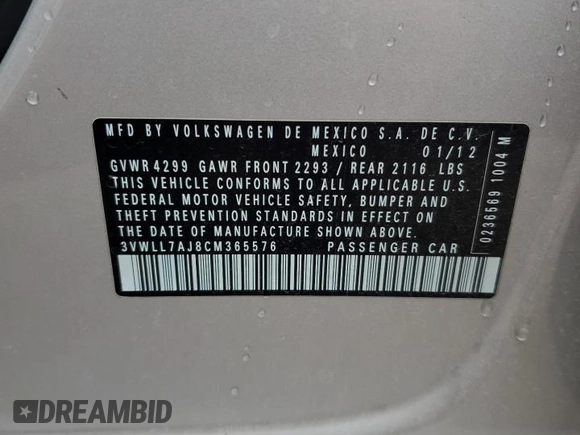 MFD BY VOLKSWAGEN DE MEXICO S.A. DE C.V.
MEXICO 01/12
GVWR 4299 GAWR FRONT 2293 / REAR 2116 LBS
THIS VEHICLE CONFORMS TO ALL APPLICABLE U.S.
FEDERAL MOTOR VEHICLE SAFETY, BUMPER AND
THEFT PREVENTION STANDARDS IN EFFECT ON
THE DATE OF MANUFACTURE SHOWN ABOVE.
3VWLL7AJ8CM365576 PASSENGER CAR
0236569 1004 M
DREAMBID